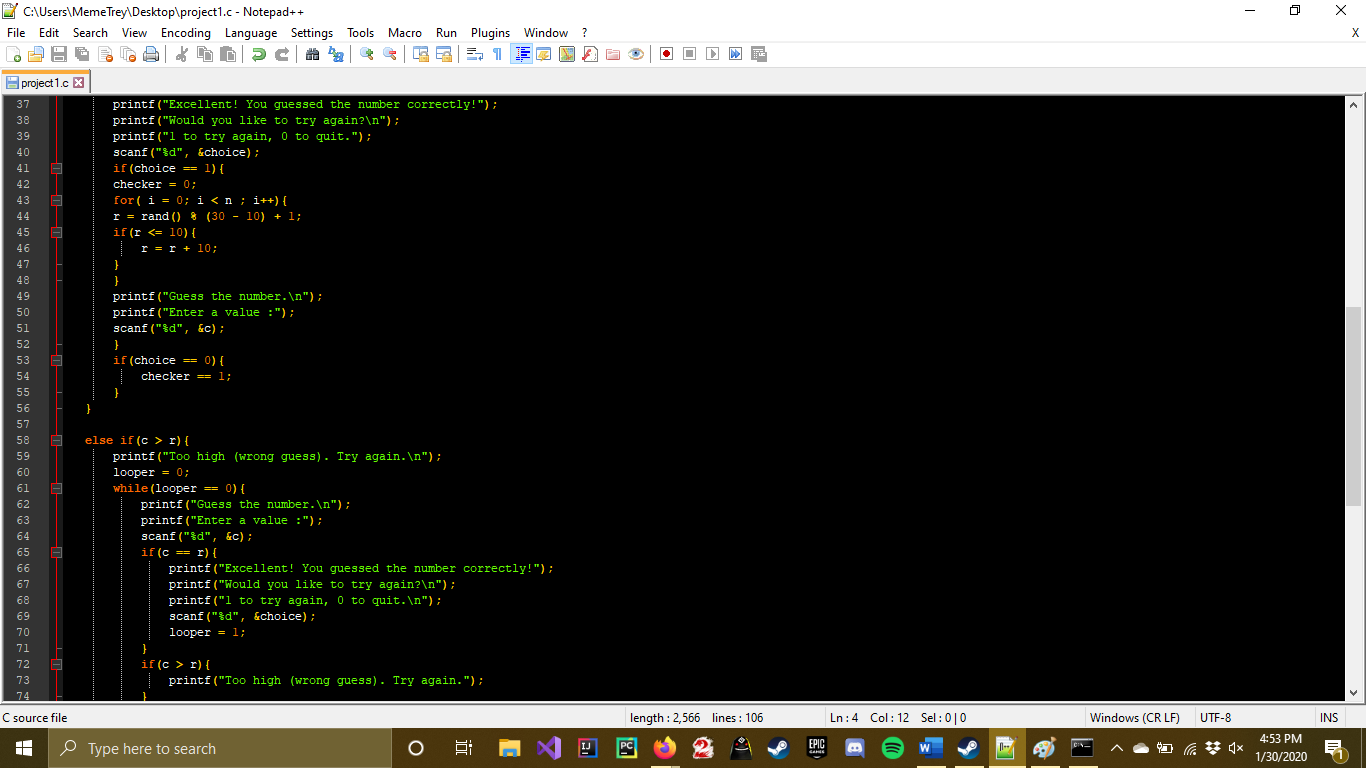 C:\Users\MemeTrey\Desktop\project1.c - Notepad++
File Edit Search View Encoding Language Settings Tools Macro Run Plugins Window ? X
project1.c
37 printf("Excellent! You guessed the number correctly!");
38 printf("Would you like to try again?\n");
39 printf("1 to try again, 0 to quit.");
40 scanf("%d", &choice);
41 if(choice == 1){
42 checker = 0;
43 for( i = 0; i < n ; i++){
44 r = rand() % (30 - 10) + 1;
45 if(r <= 10){
46 r = r + 10;
47 }
48 }
49 printf("Guess the number.\n");
50 printf("Enter a value :");
51 scanf("%d", &c);
52 }
53 if(choice == 0){
54 checker == 1;
55 }
56 }
57
58 else if(c > r){
59 printf("Too high (wrong guess). Try again.\n");
60 looper = 0;
61 while(looper == 0){
62 printf("Guess the number.\n");
63 printf("Enter a value :");
64 scanf("%d", &c);
65 if(c == r){
66 printf("Excellent! You guessed the number correctly!");
67 printf("Would you like to try again?\n");
68 printf("1 to try again, 0 to quit.\n");
69 scanf("%d", &choice);
70 looper = 1;
71 }
72 if(c > r){
73 printf("Too high (wrong guess). Try again.");
74 }
C source file length : 2,566 lines : 106 Ln : 4 Col : 12 Sel : 0 | 0 Windows (CR LF) UTF-8 INS
Type here to search
IJ
PC
EPIC GAMES
W
4:53 PM
1/30/2020
1